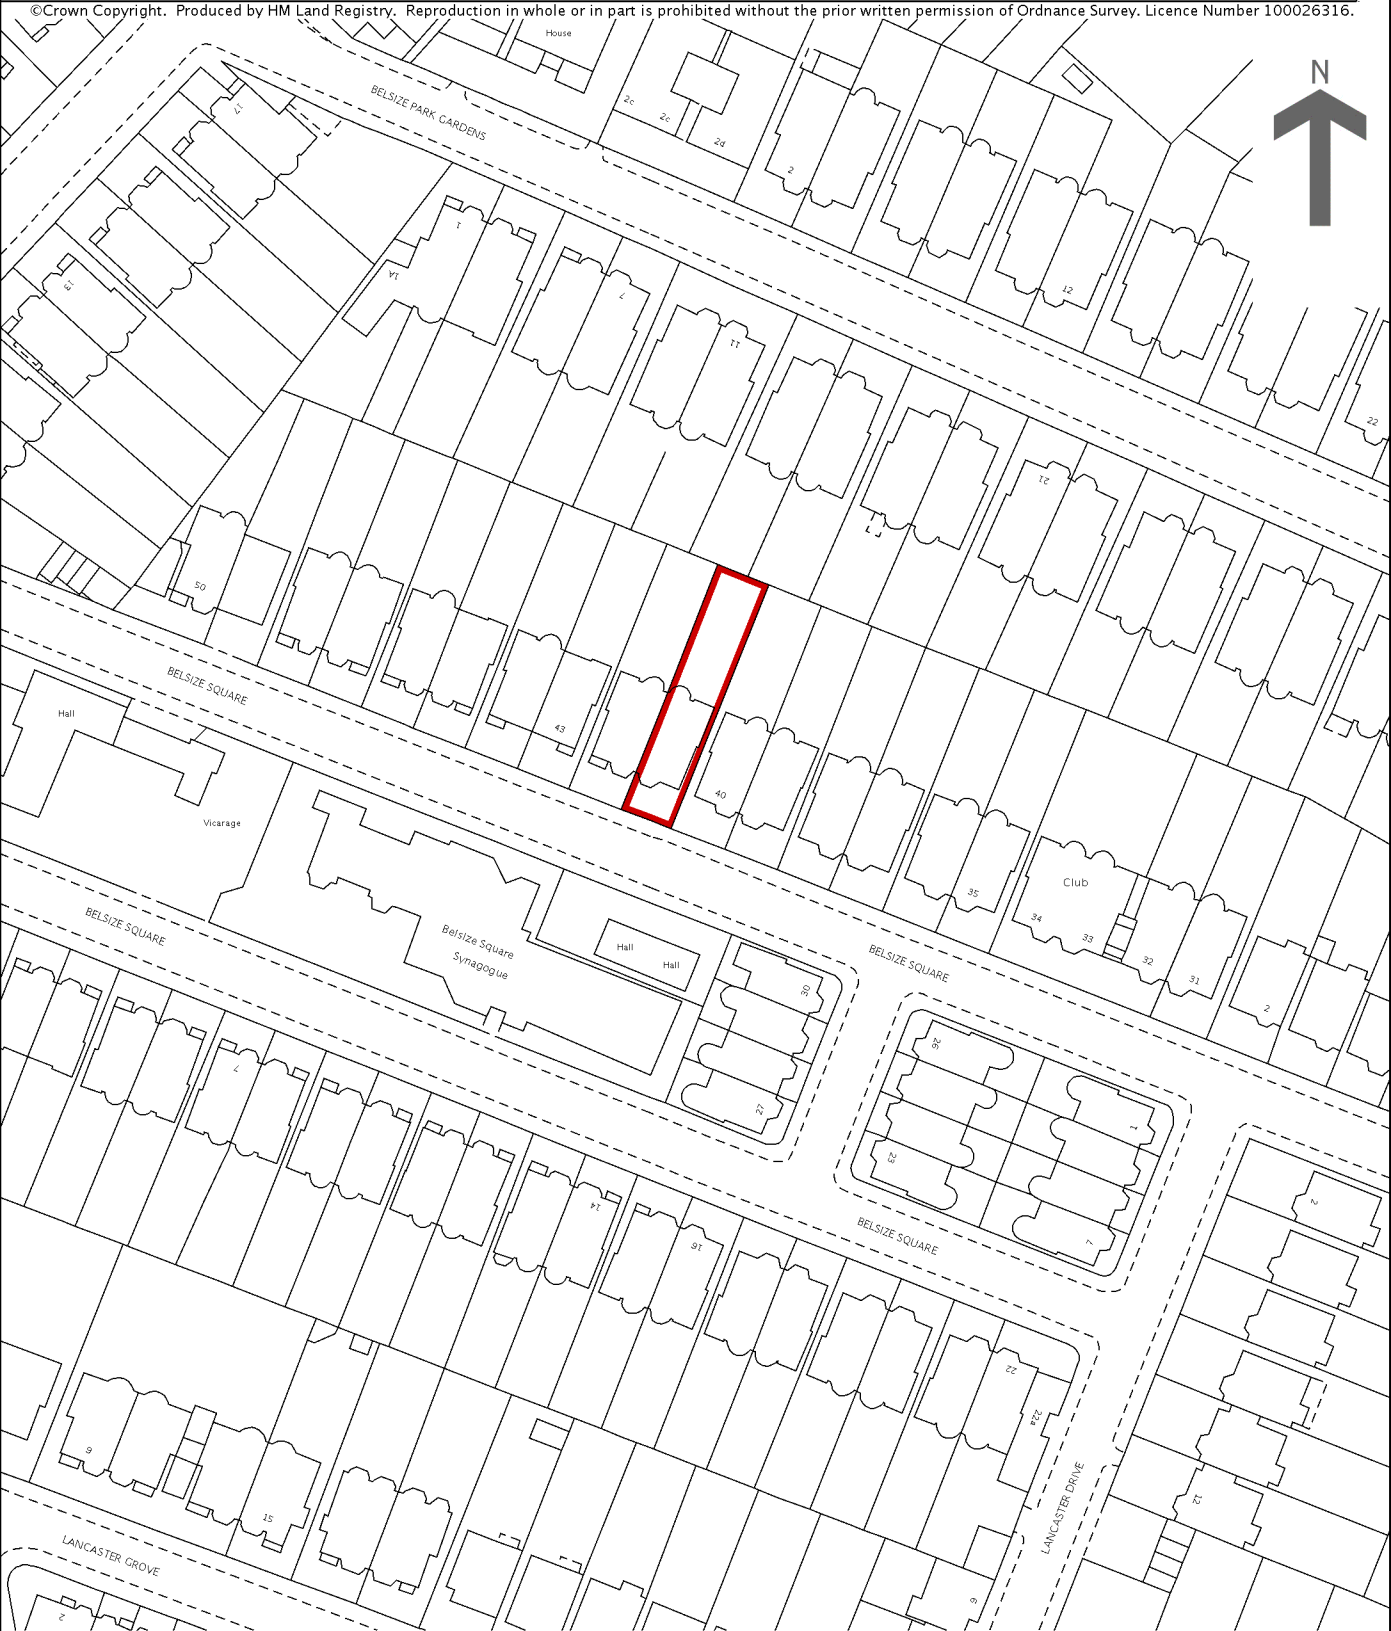 ©Crown Copyright. Produced by HM Land Registry. Reproduction in whole or in part is prohibited without the prior written permission of Ordnance Survey. Licence Number 100026316.
House
N
17
BELSIZE PARK GARDENS
2c
2c
2d
2
1
1A
13
7
12
11
22
21
50
BELSIZE SQUARE
Hall
43
40
Vicarage
Club
35
34
33
32
31
BELSIZE SQUARE
Belsize Square
Synagogue
Hall
Hall
BELSIZE SQUARE
30
2
26
7
27
1
23
14
16
BELSIZE SQUARE
7
2
22
22a
9
15
12
LANCASTER DRIVE
LANCASTER GROVE
2
6